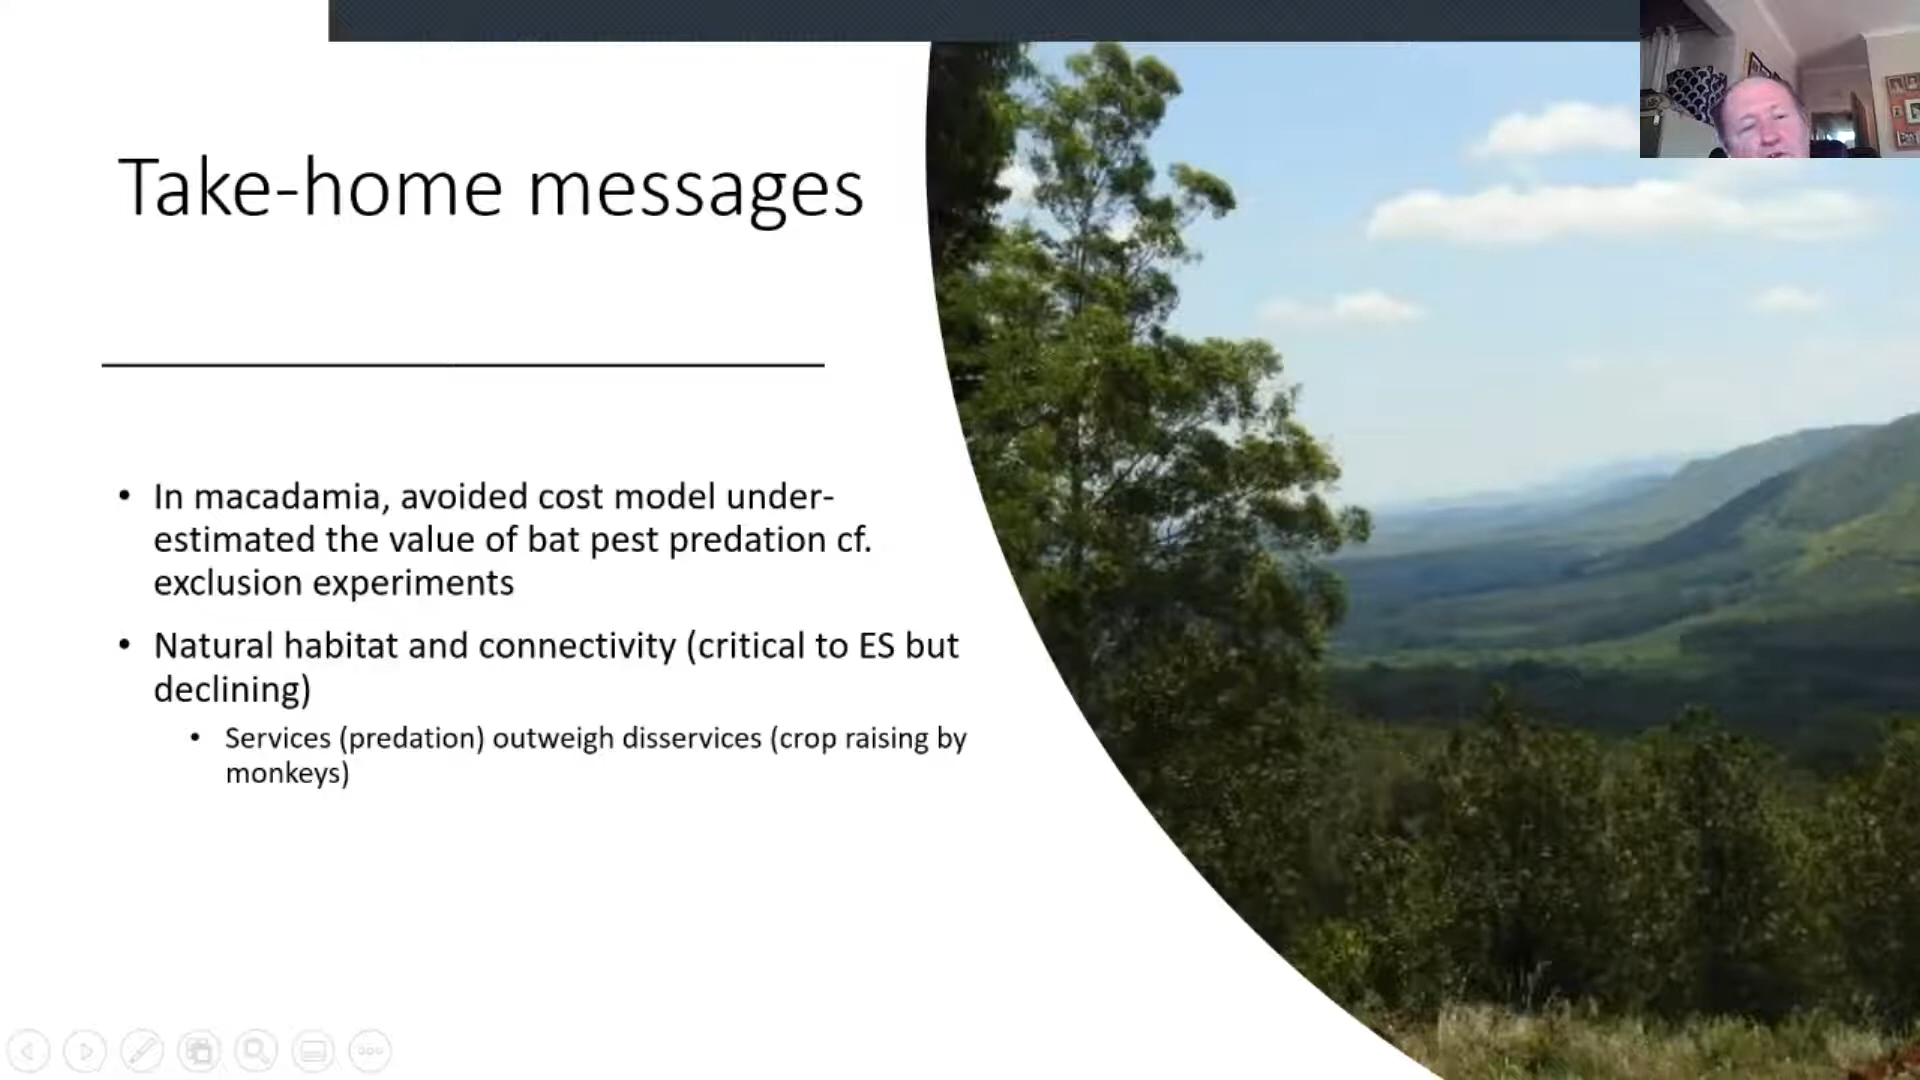 Take-home messages
• In macadamia, avoided cost model under-
estimated the value of bat pest predation cf.
exclusion experiments
• Natural habitat and connectivity (critical to ES but
declining)
• Services (predation) outweigh disservices (crop raising by
monkeys)